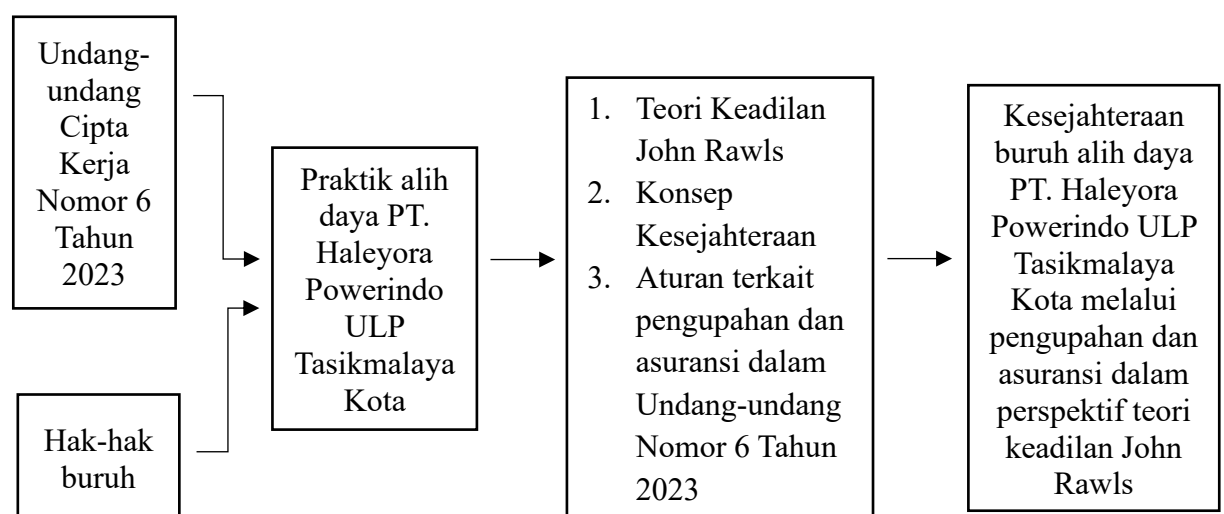 Undang-
undang
Cipta
Kerja
Nomor 6
Tahun
2023
Hak-hak
buruh
Praktik alih
daya PT.
Haleyora
Powerindo
ULP
Tasikmalaya
Kota
1. Teori Keadilan
John Rawls
2. Konsep
Kesejahteraan
3. Aturan terkait
pengupahan dan
asuransi dalam
Undang-undang
Nomor 6 Tahun
2023
Kesejahteraan
buruh alih daya
PT. Haleyora
Powerindo ULP
Tasikmalaya
Kota melalui
pengupahan dan
asuransi dalam
perspektif teori
keadilan John
Rawls